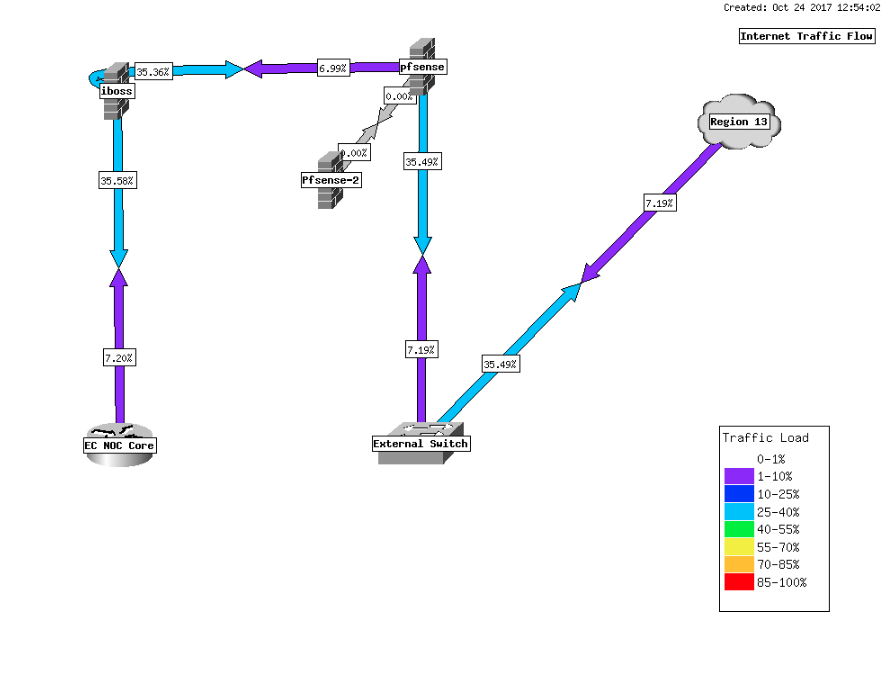 Created: Oct 24 2017 12:54:02
Internet Traffic Flow
35.36%
6.99%
pfsense
iboss
0.00%
Region 13
0.00%
35.49%
35.58%
Pfsense-2
7.19%
7.19%
7.20%
35.49%
EC NOC Core
External Switch
Traffic Load
0-1%
1-10%
10-25%
25-40%
40-55%
55-70%
70-85%
85-100%